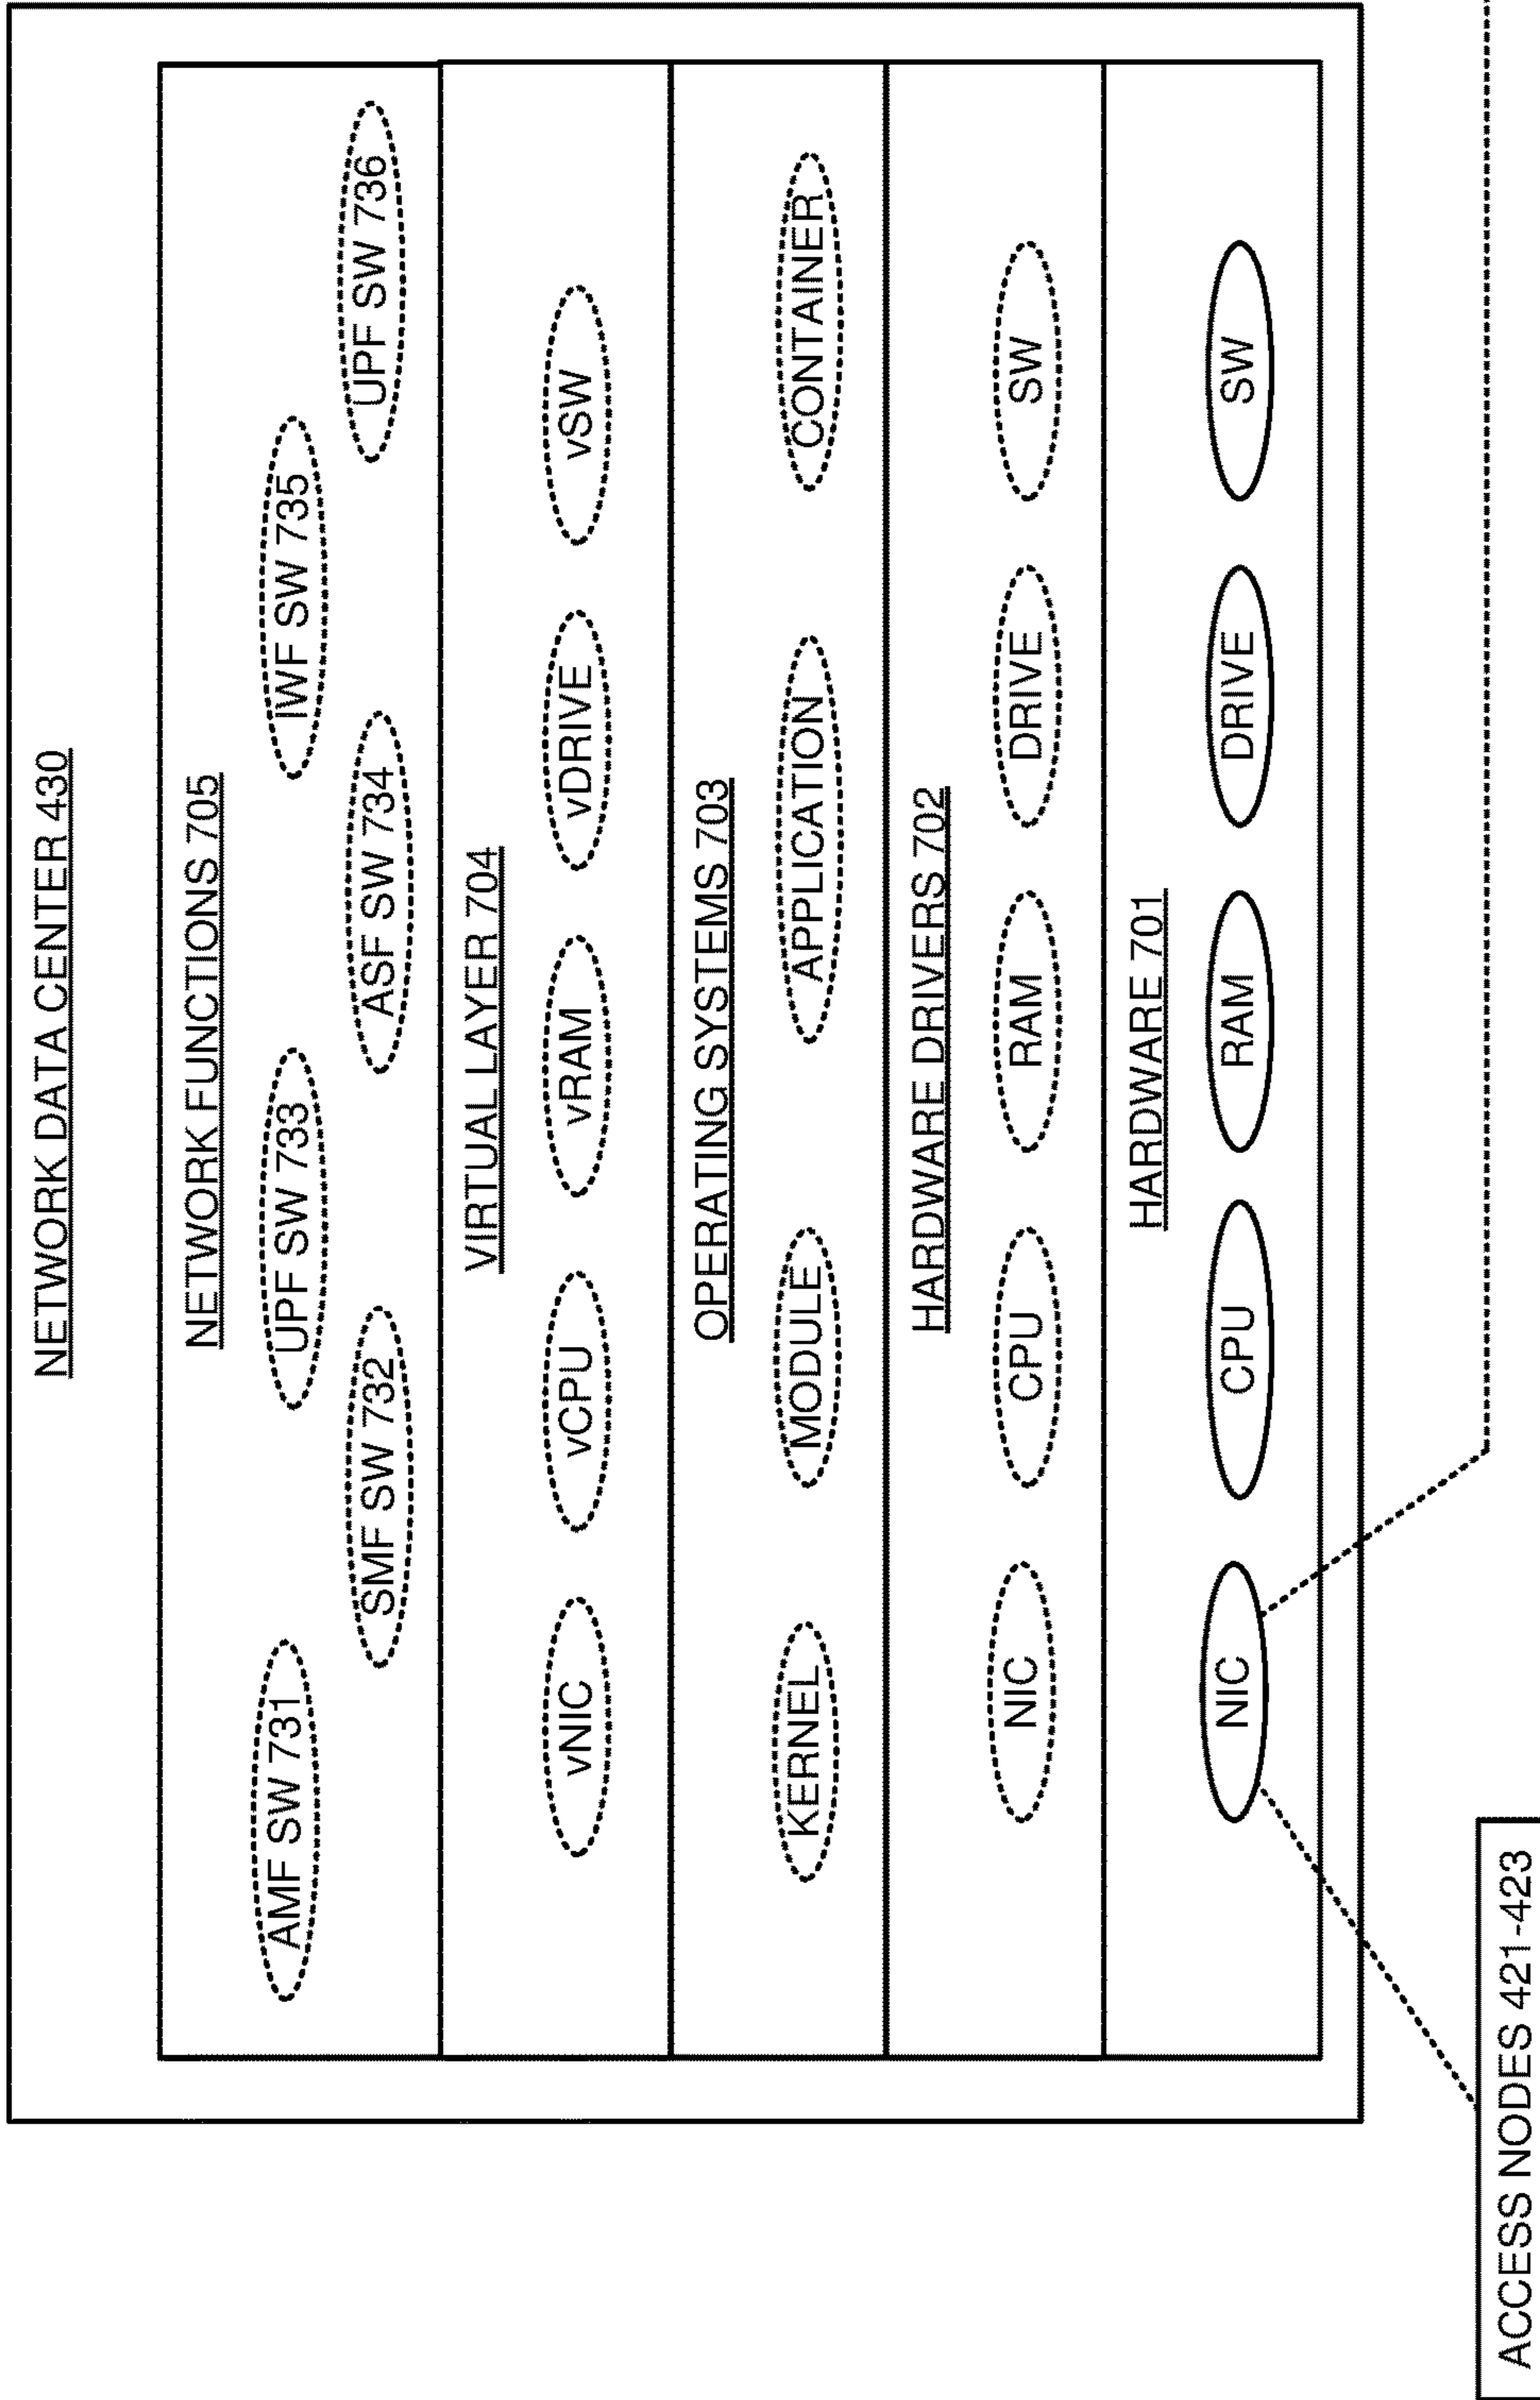 NETWORK DATA CENTER 430
NETWORK FUNCTIONS 705
AMF SW 731
UPF SW 733
IWF SW 735
SMF SW 732
ASF SW 734
UPF SW 736
VIRTUAL LAYER 704
vNIC vCPU vRAM vDRIVE vSW
OPERATING SYSTEMS 703
KERNEL MODULE APPLICATION CONTAINER
HARDWARE DRIVERS 702
NIC CPU RAM DRIVE SW
HARDWARE 701
NIC CPU RAM DRIVE SW
ACCESS NODES 421-423